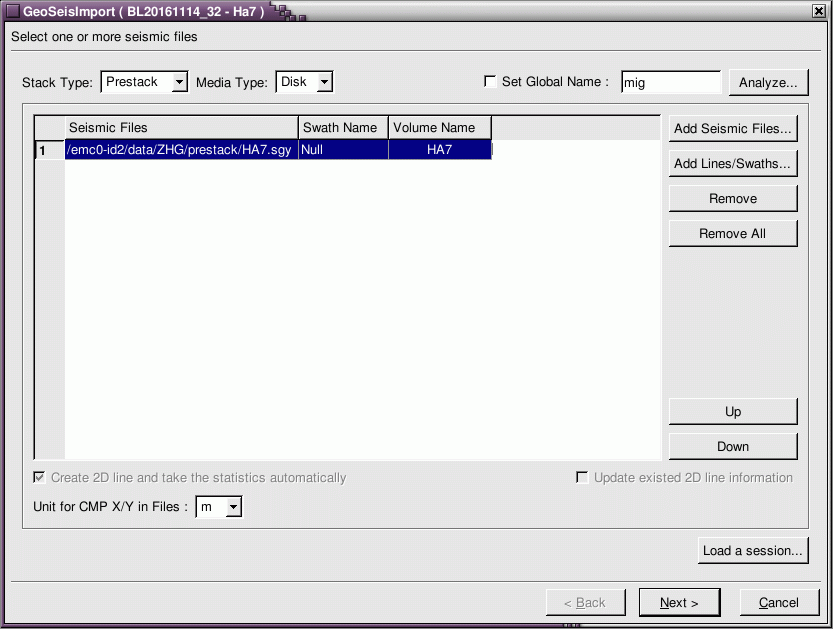 GeoSeisImport ( BL20161114_32 - Ha7 )
Select one or more seismic files
Stack Type: Prestack Media Type: Disk Set Global Name : mig Analyze...
Seismic Files Swath Name Volume Name
1 /emc0-id2/data/ZHG/prestack/HA7.sgy Null HA7
Add Seismic Files...
Add Lines/Swaths...
Remove
Remove All
Up
Down
Create 2D line and take the statistics automatically Update existed 2D line information
Unit for CMP X/Y in Files : m
Load a session...
< Back Next > Cancel